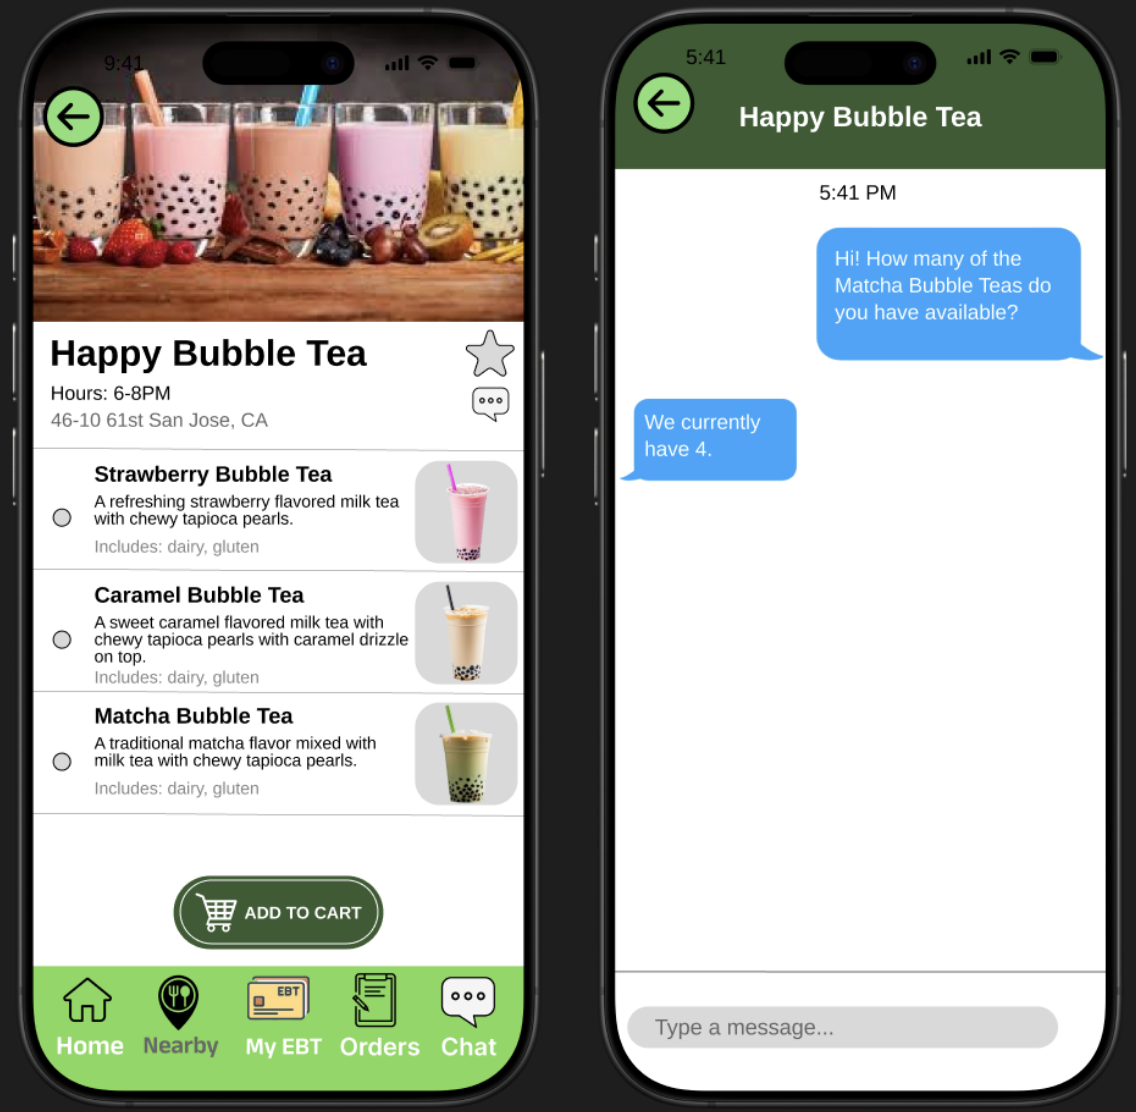 9:41
Happy Bubble Tea
Hours: 6-8PM
46-10 61st San Jose, CA
Strawberry Bubble Tea
A refreshing strawberry flavored milk tea
with chewy tapioca pearls.
Includes: dairy, gluten
Caramel Bubble Tea
A sweet caramel flavored milk tea with
chewy tapioca pearls with caramel drizzle
on top.
Includes: dairy, gluten
Matcha Bubble Tea
A traditional matcha flavor mixed with
milk tea with chewy tapioca pearls.
Includes: dairy, gluten
ADD TO CART
EBT
Home Nearby My EBT Orders Chat
5:41
Happy Bubble Tea
5:41 PM
Hi! How many of the
Matcha Bubble Teas do
you have available?
We currently
have 4.
Type a message...